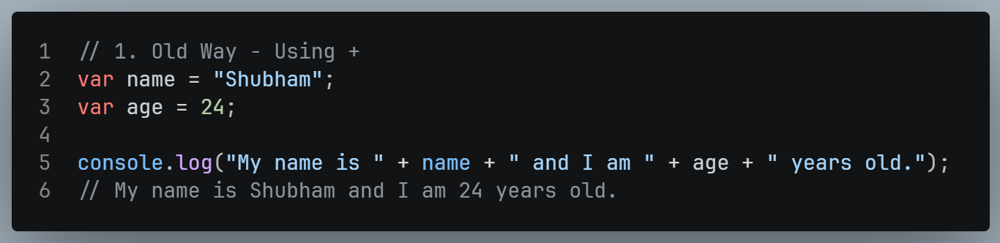 1 // 1. Old Way - Using +
2 var name = "Shubham";
3 var age = 24;
4
5 console.log("My name is " + name + " and I am " + age + " years old.");
6 // My name is Shubham and I am 24 years old.